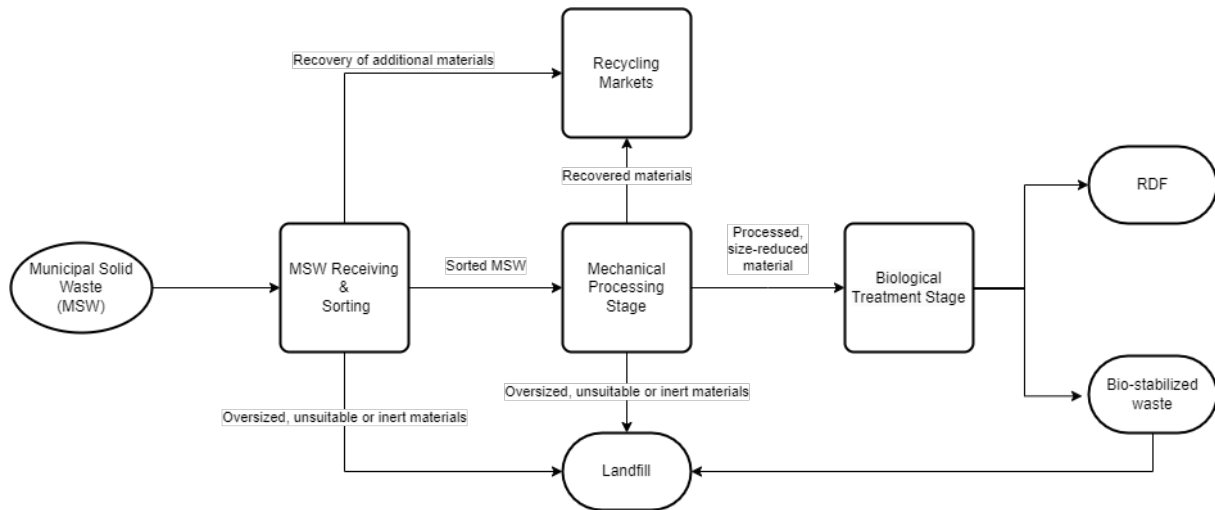 Recovery of additional materials
Recycling
Markets
Recovered materials
RDF
Municipal Solid
Waste
(MSW)
MSW Receiving
&
Sorting
Sorted MSW
Mechanical
Processing
Stage
Processed,
size-reduced
material
Biological
Treatment Stage
Oversized, unsuitable or inert materials
Oversized, unsuitable or inert materials
Bio-stabilized
waste
Landfill